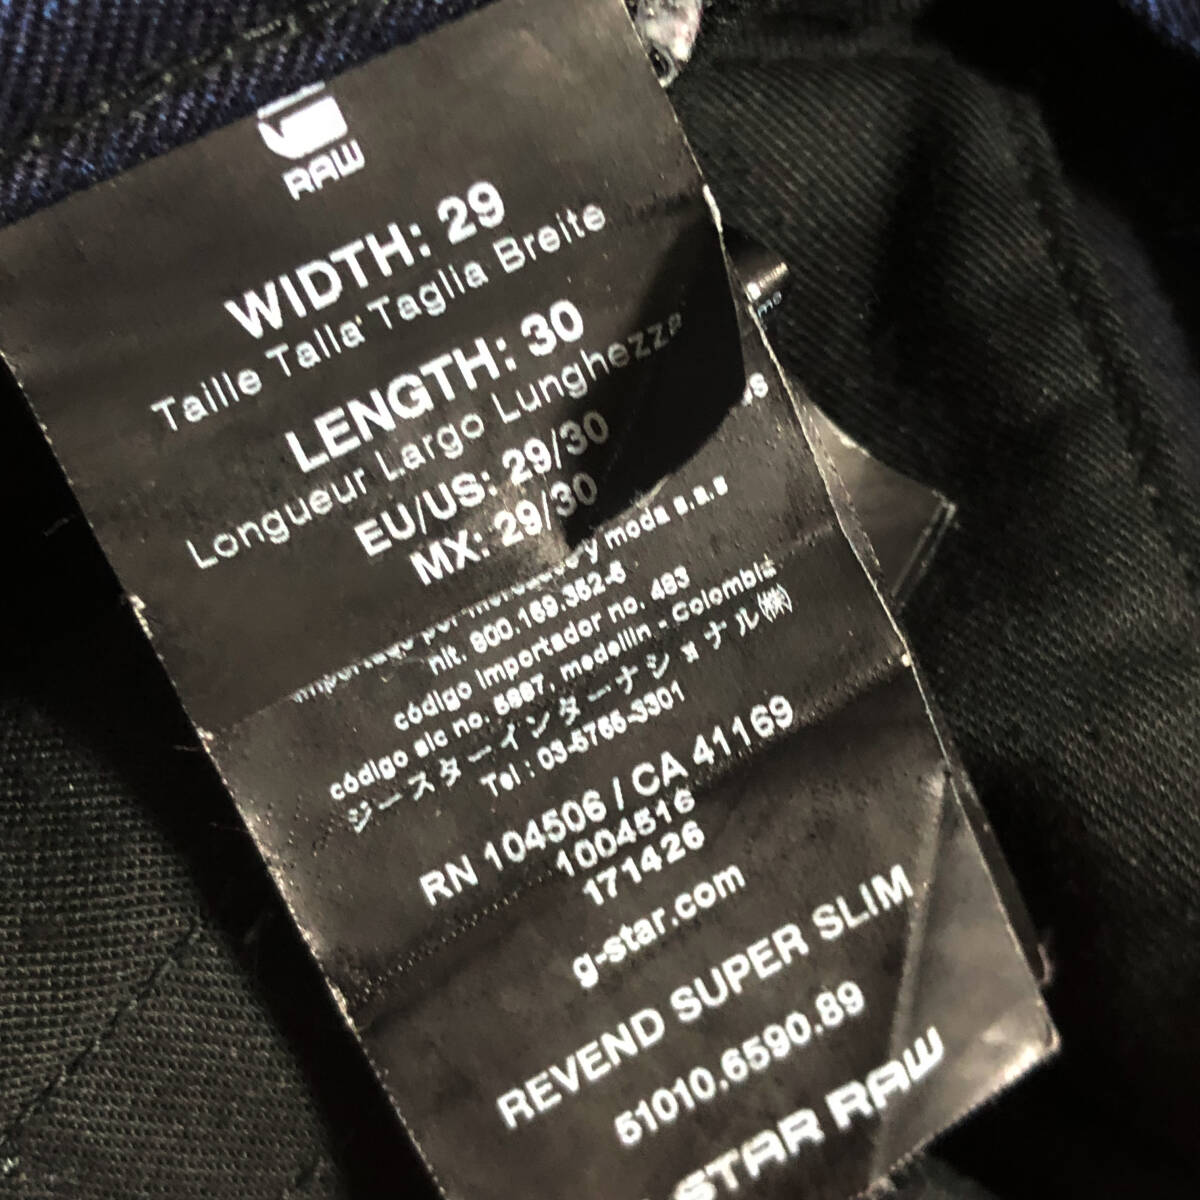 RAW
WIDTH: 29
Taille Talla Taglia Breite
LENGTH: 30
Longueur Largo Lunghezza
EU/US: 29/30
MX: 29/30
y moda s.a.s
nit. 800.169.352-6
código importador no. 483
código sic no. 5887, medellin - Colombia
ジースターインターナショナル㈱
Tel : 03-5765-3301
RN 104506 / CA 41169
1004516
171426
g-star.com
REVEND SUPER SLIM
51010.6590.89
-STAR RAW